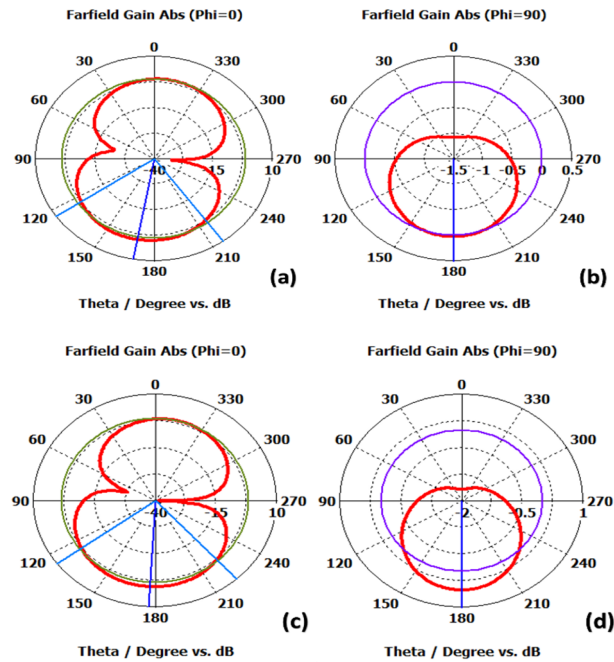 Farfield Gain Abs (Phi=0)
0
30 330
60 300
90 -40 15 10 270
120 240
150 210
180
(a)
Theta / Degree vs. dB
Farfield Gain Abs (Phi=90)
0
30 330
60 300
90 1.5 -1 -0.5 0 0.5 270
120 240
150 210
180
(b)
Theta / Degree vs. dB
Farfield Gain Abs (Phi=0)
0
30 330
60 300
90 40 15 10 270
120 240
150 210
180
(c)
Theta / Degree vs. dB
Farfield Gain Abs (Phi=90)
0
30 330
60 300
90 2 0.5 1 270
120 240
150 210
180
(d)
Theta / Degree vs. dB